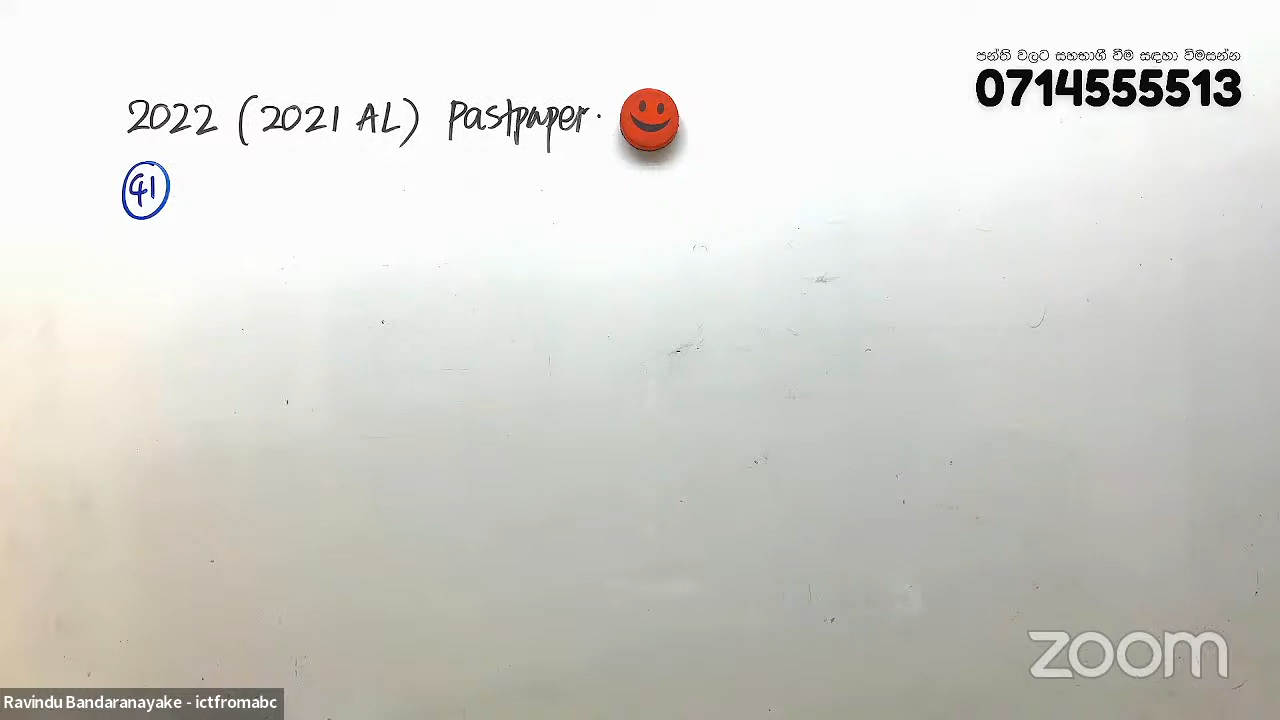 පන්ති වලට සහභාගී වීම සඳහා විමසන්න
0714555513
2022 (2021 AL) Pastpaper.
41
zoom
Ravindu Bandaranayake - ictfromabc